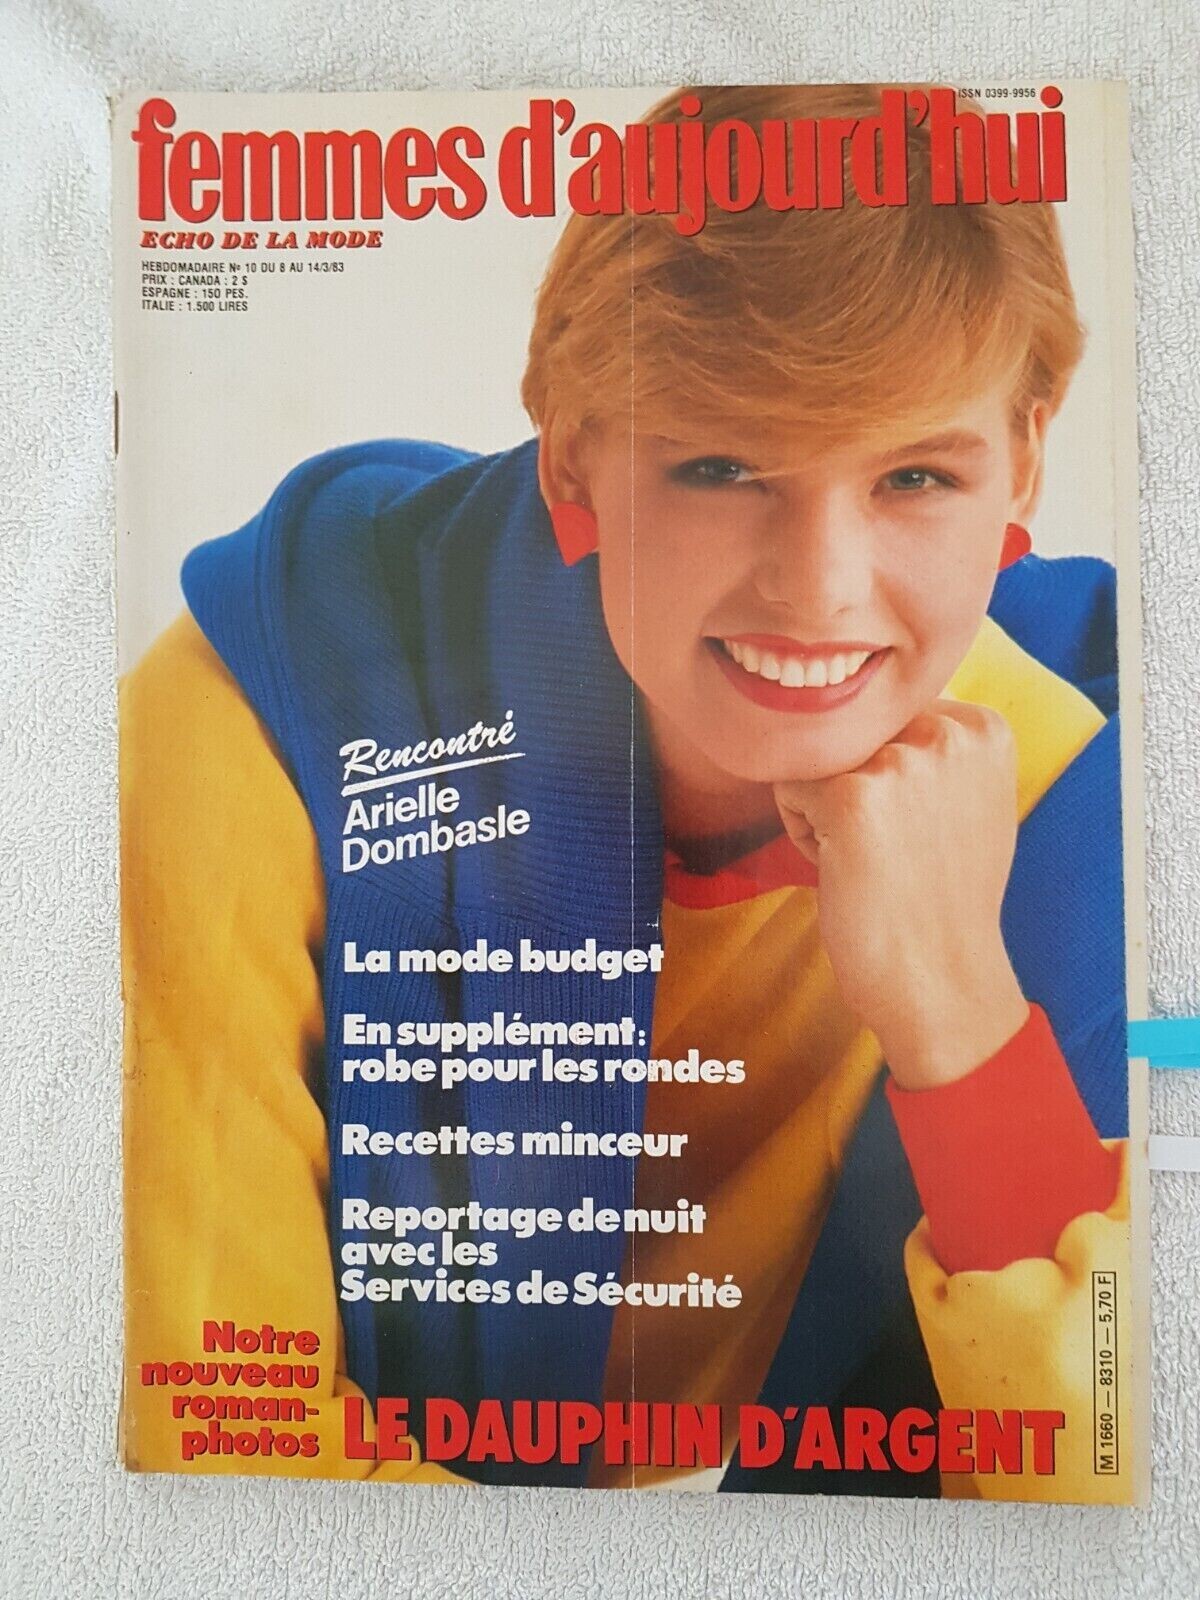 ISSN 0399-9956
femmes d'aujourd'hui
ECHO DE LA MODE
HEBDOMADAIRE No 10 DU 8 AU 14/3/83
PRIX : CANADA : 2 $
ESPAGNE : 150 PES.
ITALIE : 1.500 LIRES
Rencontré
Arielle
Dombasle
La mode budget
En supplément:
robe pour les rondes
Recettes minceur
Reportage de nuit
avec les
Services de Sécurité
Notre
nouveau
roman-
photos
LE DAUPHIN D'ARGENT
M 1660 — 8310 — 5,70 F